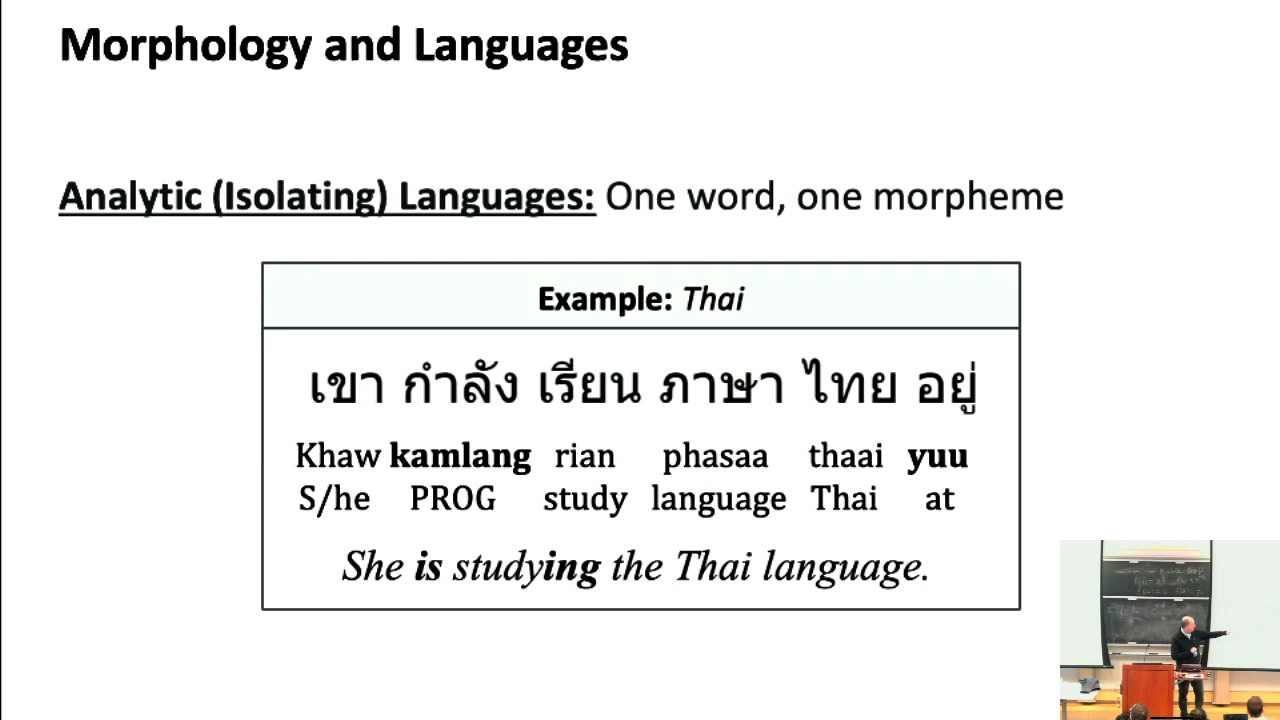 Morphology and Languages
Analytic (Isolating) Languages: One word, one morpheme
Example: Thai
เขา กำลัง เรียน ภาษา ไทย อยู่
Khaw kamlang rian phasaa thaai yuu
S/he PROG study language Thai at
She is studying the Thai language.